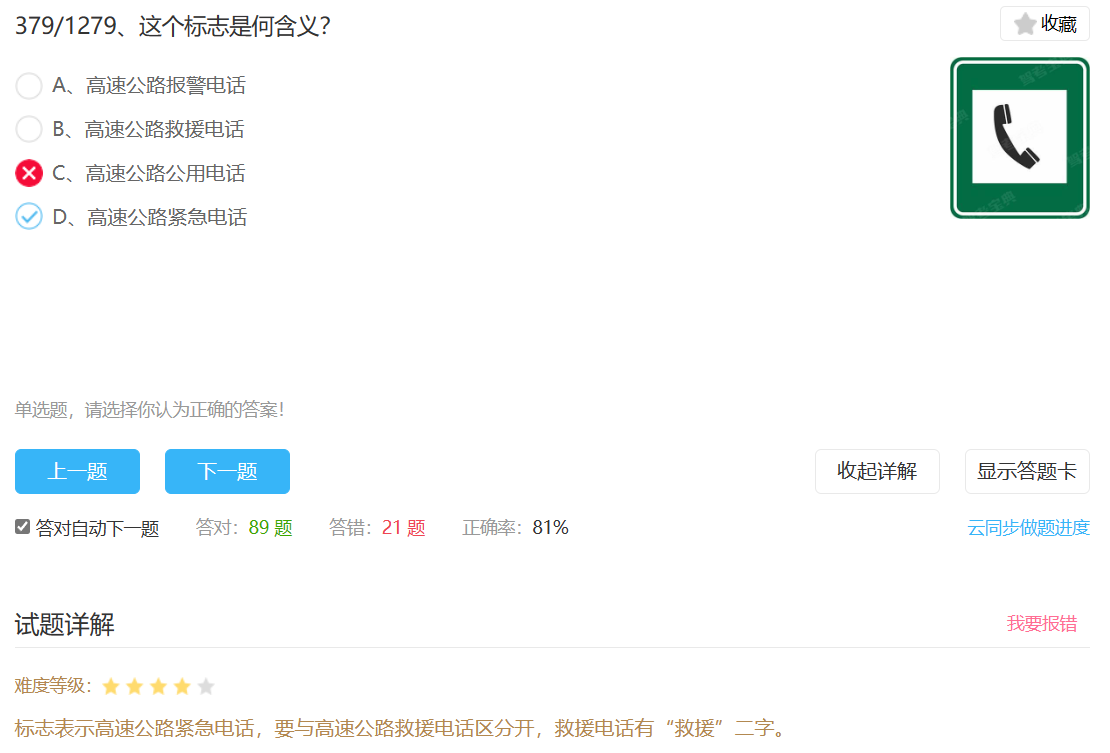 379/1279、这个标志是何含义？
收藏
A、高速公路报警电话
B、高速公路救援电话
C、高速公路公用电话
D、高速公路紧急电话
单选题，请选择你认为正确的答案！
上一题
下一题
收起详解
显示答题卡
答对自动下一题
答对：89 题
答错：21 题
正确率：81%
云同步做题进度
试题详解
我要报错
难度等级：
标志表示高速公路紧急电话，要与高速公路救援电话区分开，救援电话有“救援”二字。